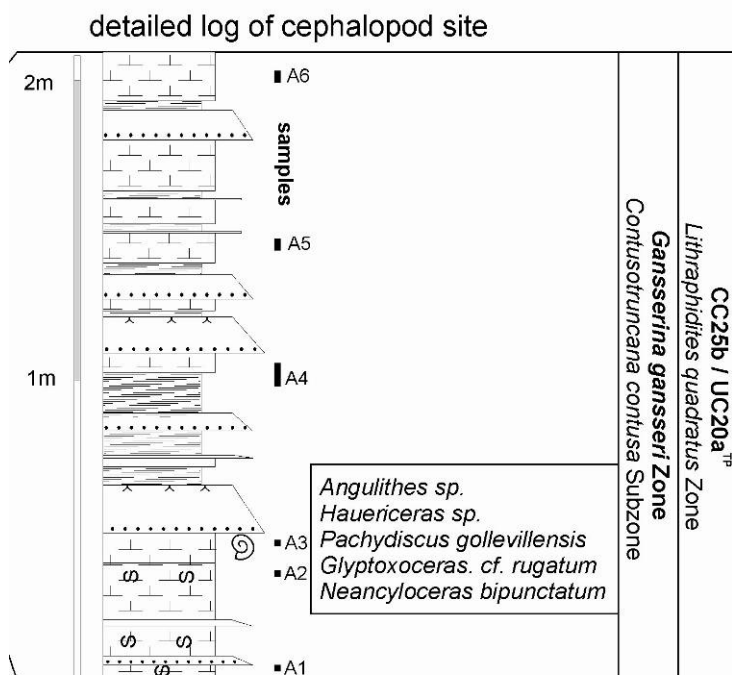 detailed log of cephalopod site
2m
1m
A6
samples
A5
A4
A3
A2
A1
Angulithes sp.
Hauericeras sp.
Pachydiscus gollevillensis
Glyptoxoceras. cf. rugatum
Neancyloceras bipunctatum
Gansserina gansseri Zone
Contusotruncana contusa Subzone
CC25b / UC20a TP
Lithraphidites quadratus Zone